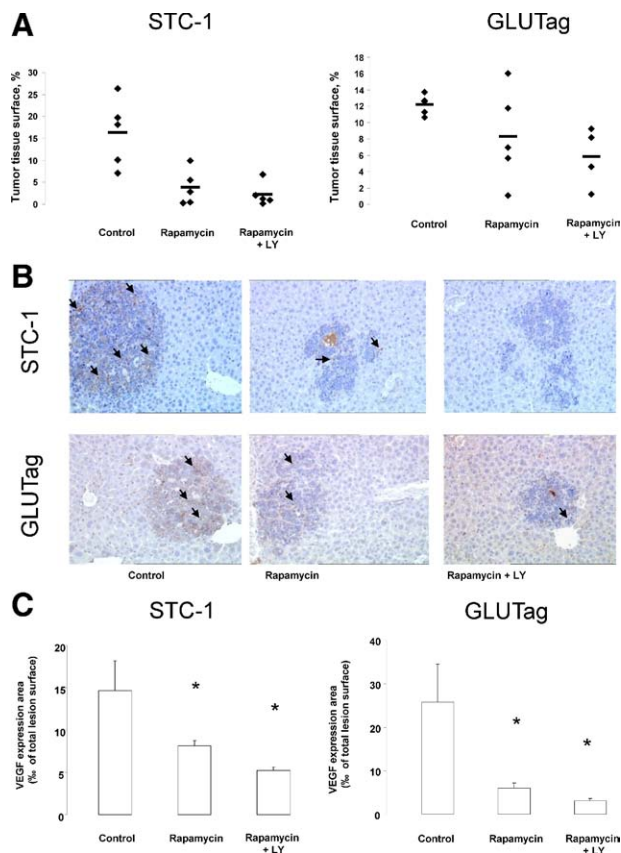 A
STC-1
GLUTag
Tumor tissue surface, %
30
25
20
15
10
5
0
Control
Rapamycin
Rapamycin
+ LY
Tumor tissue surface, %
18
16
14
12
10
8
6
4
2
0
Control
Rapamycin
Rapamycin
+ LY
B
STC-1
GLUTag
Control
Rapamycin
Rapamycin + LY
C
STC-1
GLUTag
VEGF expression area
(‰ of total lesion surface)
20
15
10
5
0
*
*
Control
Rapamycin
Rapamycin
+ LY
VEGF expression area
(‰ of total lesion surface)
40
30
20
10
0
*
*
Control
Rapamycin
Rapamycin
+ LY